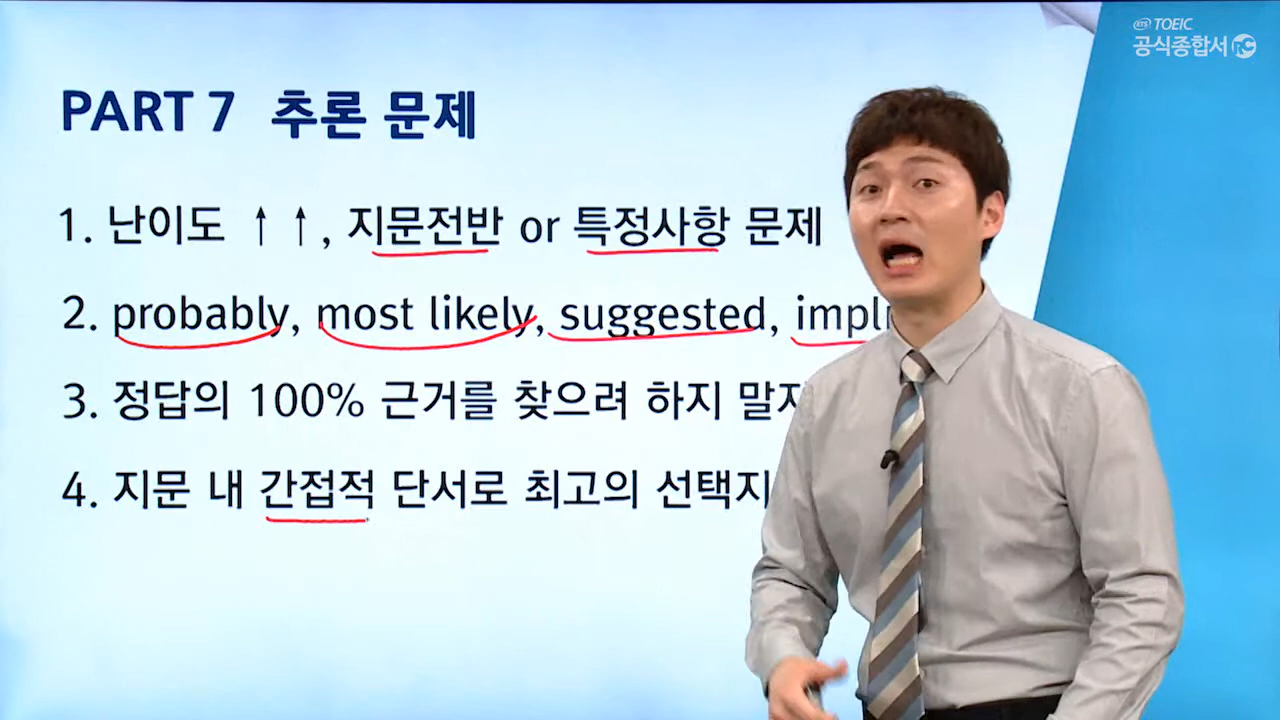 ETS TOEIC
공식종합서 RC
PART 7 추론 문제
1. 난이도 ↑↑, 지문전반 or 특정사항 문제
2. probably, most likely, suggested,
3. 정답의 100% 근거를 찾으려 하지
4. 지문 내 간접적 단서로 최고의 선택지